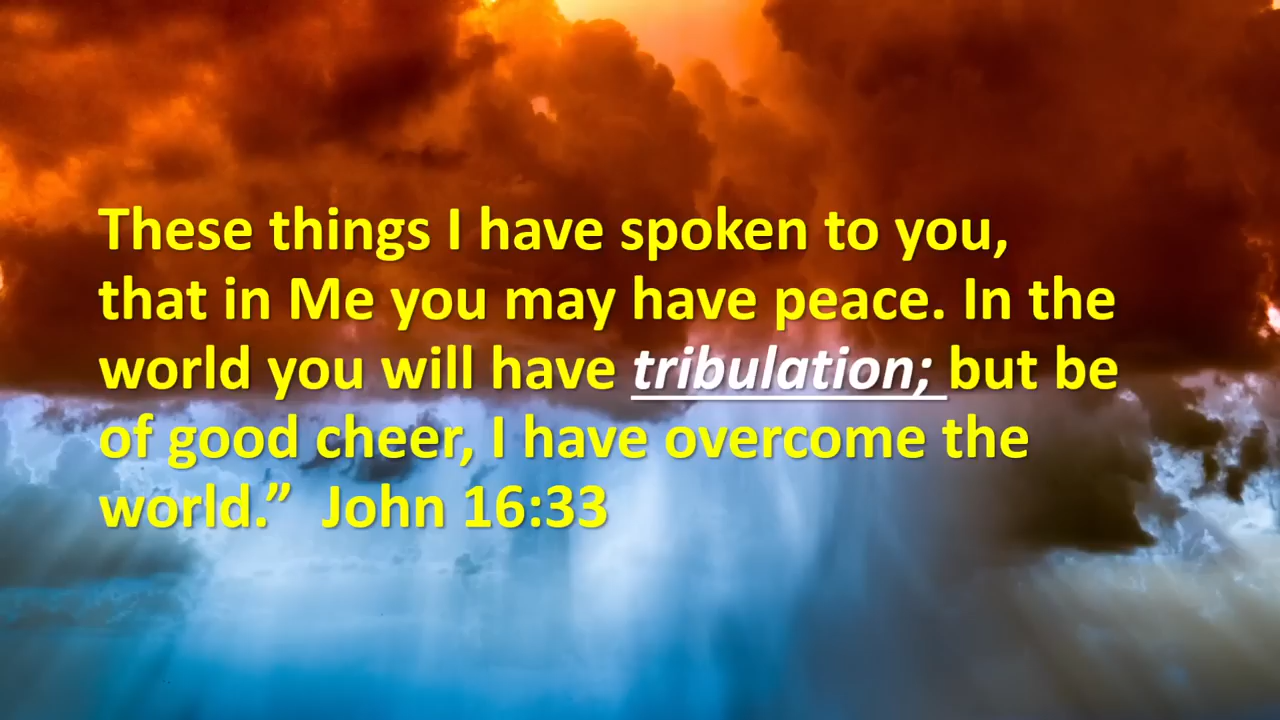 These things I have spoken to you,
that in Me you may have peace. In the
world you will have tribulation; but be
of good cheer, I have overcome the
world.”  John 16:33